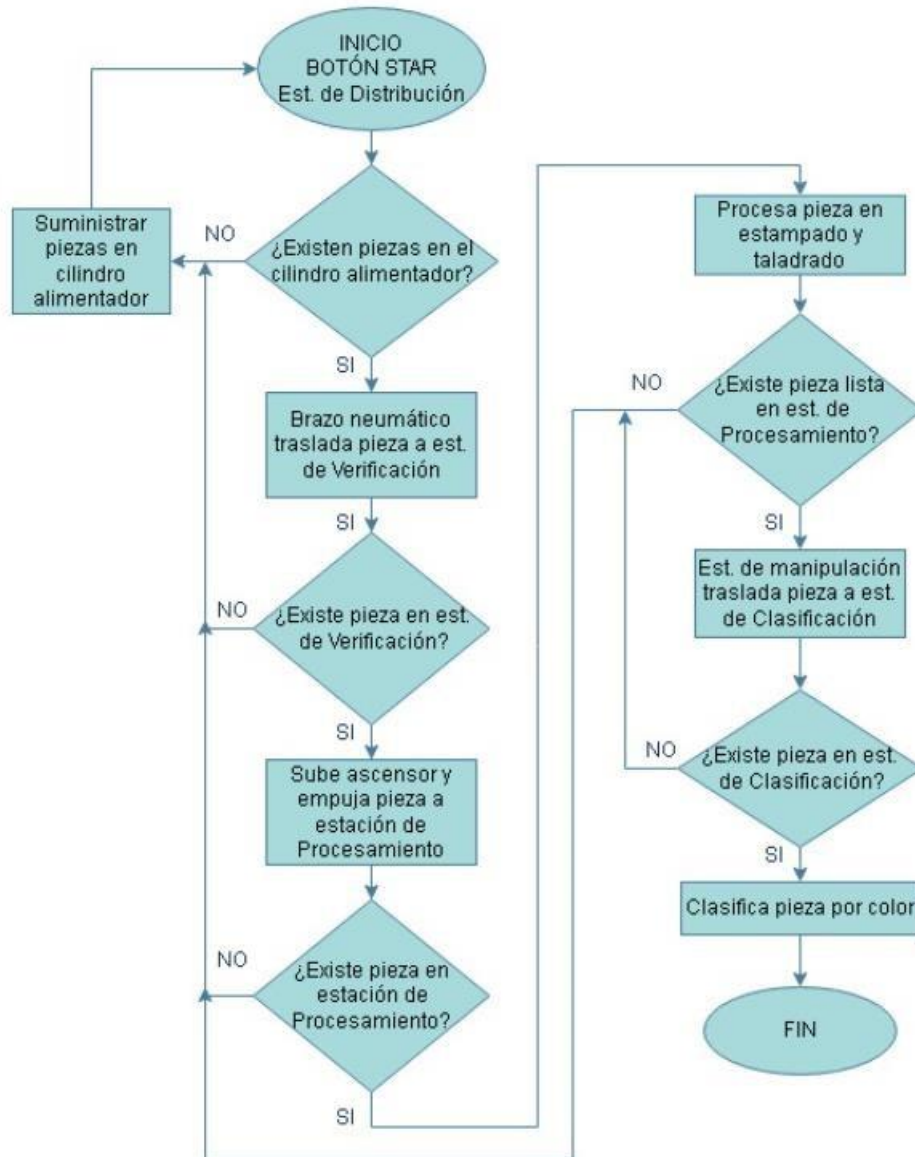 INICIO
BOTÓN STAR
Est. de Distribución
Suministrar
piezas en
cilindro
alimentador
NO
¿Existen piezas en el
cilindro alimentador?
SI
Brazo neumático
traslada pieza a est.
de Verificación
SI
NO
¿Existe pieza en est.
de Verificación?
SI
Sube ascensor y
empuja pieza a
estación de
Procesamiento
NO
¿Existe pieza en
estación de
Procesamiento?
SI
Procesa pieza en
estampado y
taladrado
NO
¿Existe pieza lista
en est. de
Procesamiento?
SI
Est. de manipulación
traslada pieza a est.
de Clasificación
NO
¿Existe pieza en est.
de Clasificación?
SI
Clasifica pieza por color
FIN